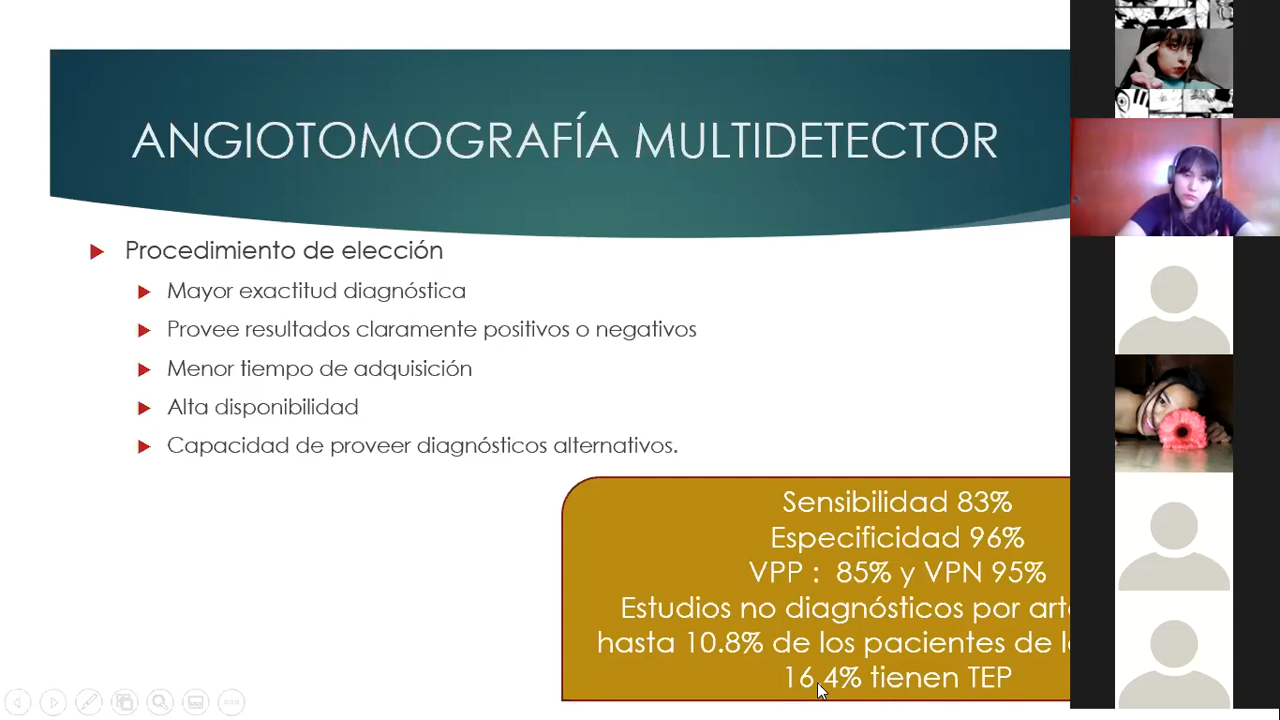 ANGIOTOMOGRAFÍA MULTIDETECTOR
Procedimiento de elección
Mayor exactitud diagnóstica
Provee resultados claramente positivos o negativos
Menor tiempo de adquisición
Alta disponibilidad
Capacidad de proveer diagnósticos alternativos.
Sensibilidad 83%
Especificidad 96%
VPP : 85% y VPN 95%
Estudios no diagnósticos por
hasta 10.8% de los pacientes de
16.4% tienen TEP